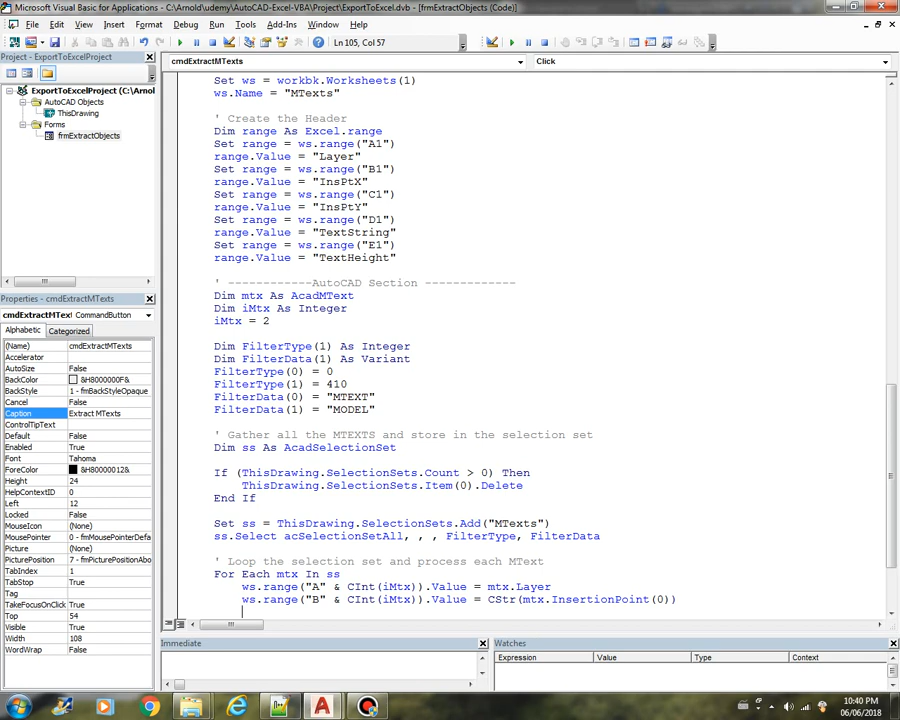 Microsoft Visual Basic for Applications - C:\Arnold\udemy\AutoCAD-Excel-VBA\Project\ExportToExcel.dvb - [frmExtractObjects (Code)]
File Edit View Insert Format Debug Run Tools Add-Ins Window Help
Ln 105, Col 57
Project - ExportToExcelProject
ExportToExcelProject (C:\Arnol
AutoCAD Objects
ThisDrawing
Forms
frmExtractObjects
Properties - cmdExtractMTexts
cmdExtractMTex CommandButton
Alphabetic Categorized
(Name) cmdExtractMTexts
Accelerator
AutoSize False
BackColor &H8000000F&
BackStyle 1 - fmBackStyleOpaque
Cancel False
Caption Extract MTexts
ControlTipText
Default False
Enabled True
Font Tahoma
ForeColor &H80000012&
Height 24
HelpContextID 0
Left 12
Locked False
MouseIcon (None)
MousePointer 0 - fmMousePointerDefa
Picture (None)
PicturePosition 7 - fmPicturePositionAbo
TabIndex 1
TabStop True
Tag
TakeFocusOnClick True
Top 54
Visible True
Width 108
WordWrap False
cmdExtractMTexts Click
Set ws = workbk.Worksheets(1)
ws.Name = "MTexts"
' Create the Header
Dim range As Excel.range
Set range = ws.range("A1")
range.Value = "Layer"
Set range = ws.range("B1")
range.Value = "InsPtX"
Set range = ws.range("C1")
range.Value = "InsPtY"
Set range = ws.range("D1")
range.Value = "TextString"
Set range = ws.range("E1")
range.Value = "TextHeight"
' ------------AutoCAD Section -------------
Dim mtx As AcadMText
Dim iMtx As Integer
iMtx = 2
Dim FilterType(1) As Integer
Dim FilterData(1) As Variant
FilterType(0) = 0
FilterType(1) = 410
FilterData(0) = "MTEXT"
FilterData(1) = "MODEL"
' Gather all the MTEXTS and store in the selection set
Dim ss As AcadSelectionSet
If (ThisDrawing.SelectionSets.Count > 0) Then
ThisDrawing.SelectionSets.Item(0).Delete
End If
Set ss = ThisDrawing.SelectionSets.Add("MTexts")
ss.Select acSelectionSetAll, , , FilterType, FilterData
' Loop the selection set and process each MText
For Each mtx In ss
ws.range("A" & CInt(iMtx)).Value = mtx.Layer
ws.range("B" & CInt(iMtx)).Value = CStr(mtx.InsertionPoint(0))
Immediate
Watches
Expression Value Type Context
10:40 PM
06/06/2018